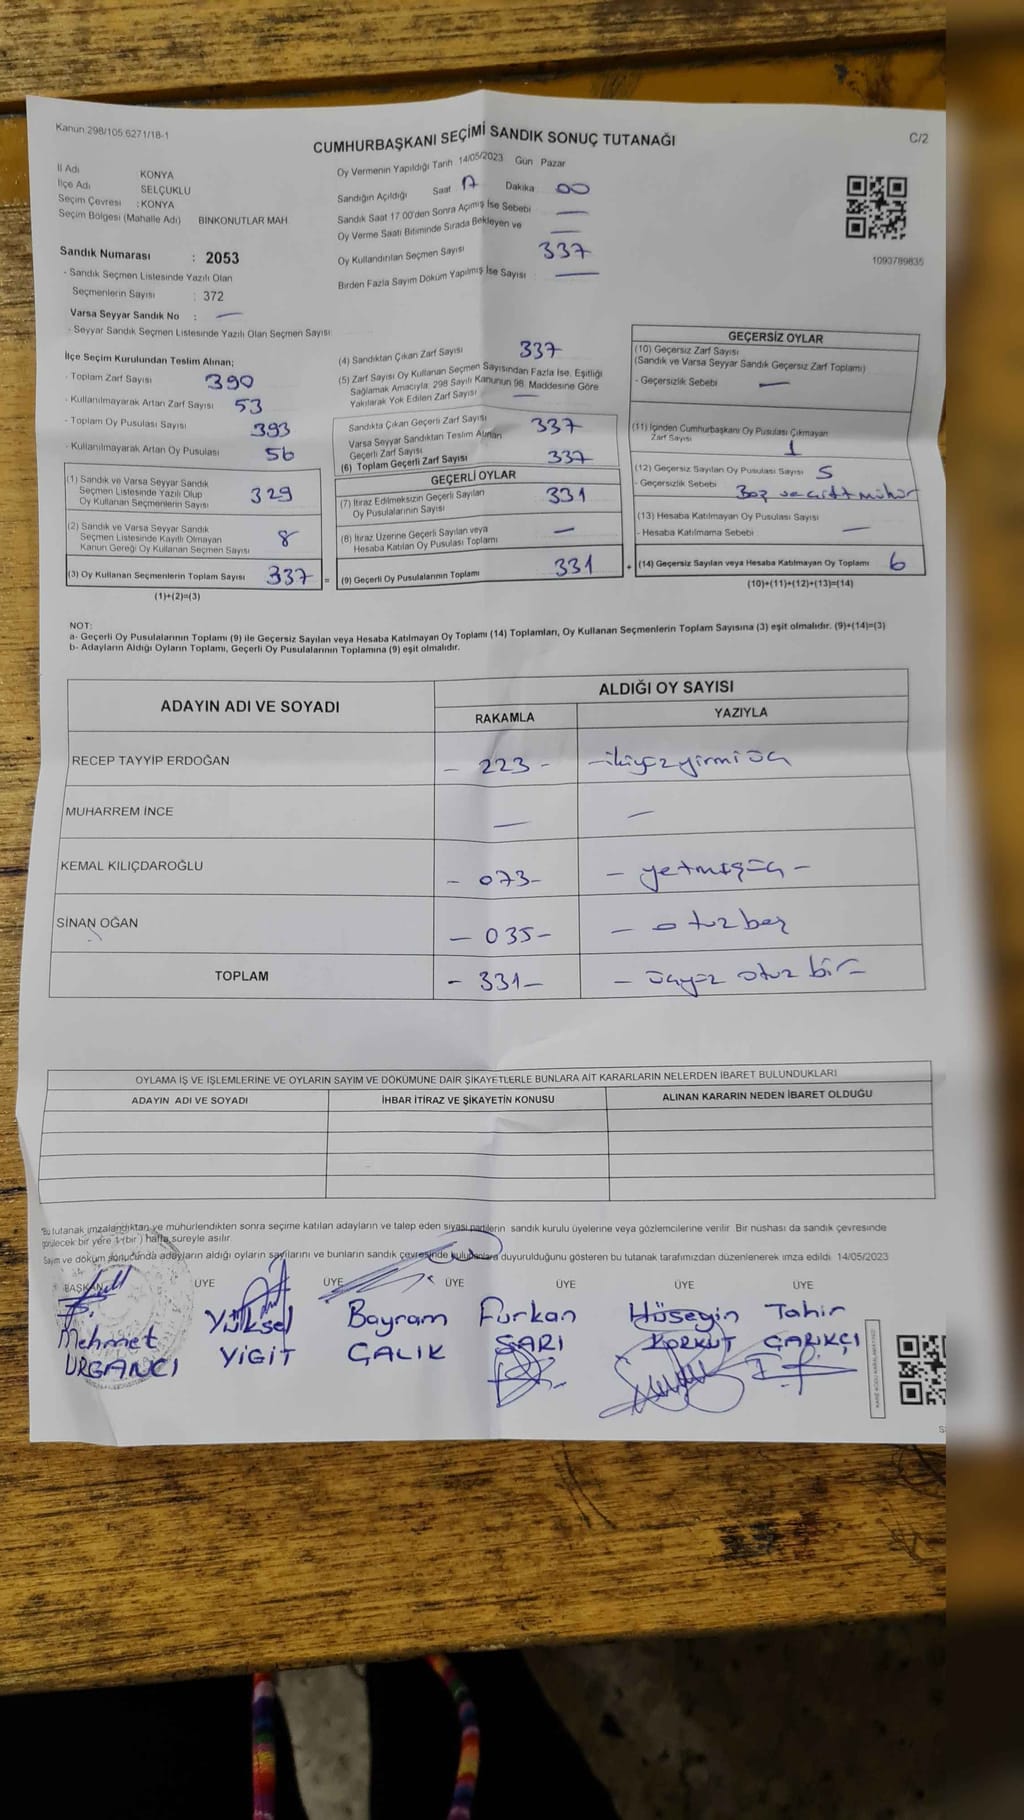 Kanun:298/105;6271/18-1
CUMHURBAŞKANI SEÇİMİ SANDIK SONUÇ TUTANAĞI
C/2
İl Adı KONYA
İlçe Adı SELÇUKLU
Seçim Çevresi : KONYA
Seçim Bölgesi (Mahalle Adı) BİNKONUTLAR MAH.
Sandık Numarası : 2053
- Sandık Seçmen Listesinde Yazılı Olan
Seçmenlerin Sayısı : 372
Varsa Seyyar Sandık No : —
- Seyyar Sandık Seçmen Listesinde Yazılı Olan Seçmen Sayısı:
Oy Vermenin Yapıldığı Tarih 14/05/2023 Gün Pazar
Sandığın Açıldığı Saat 17 Dakika 00
Sandık Saat 17.00'den Sonra Açımış İse Sebebi —
Oy Verme Saati Bitiminde Sırada Bekleyen ve —
Oy Kullandırılan Seçmen Sayısı 337
Birden Fazla Sayım Döküm Yapılmış İse Sayısı —
1093789835
İlçe Seçim Kurulundan Teslim Alınan;
- Toplam Zarf Sayısı 390
- Kullanılmayarak Artan Zarf Sayısı 53
- Toplam Oy Pusulası Sayısı 393
- Kullanılmayarak Artan Oy Pusulası 56
(1) Sandık ve Varsa Seyyar Sandık
Seçmen Listesinde Yazılı Olup
Oy Kullanan Seçmenlerin Sayısı 329
(2) Sandık ve Varsa Seyyar Sandık
Seçmen Listesinde Kayıtlı Olmayan
Kanun Gereği Oy Kullanan Seçmen Sayısı 8
(3) Oy Kullanan Seçmenlerin Toplam Sayısı 337 =
(1)+(2)=(3)
(4) Sandıktan Çıkan Zarf Sayısı 337
(5) Zarf Sayısı Oy Kullanan Seçmen Sayısından Fazla İse, Eşitliği
Sağlamak Amacıyla; 298 Sayılı Kanunun 98. Maddesine Göre
Yakılarak Yok Edilen Zarf Sayısı —
Sandıkta Çıkan Geçerli Zarf Sayısı 337
Varsa Seyyar Sandıktan Teslim Alınan
Geçerli Zarf Sayısı
(6) Toplam Geçerli Zarf Sayısı 337
GEÇERLİ OYLAR
(7) İtiraz Edilmeksizin Geçerli Sayılan
Oy Pusulalarının Sayısı 331
(8) İtiraz Üzerine Geçerli Sayılan veya
Hesaba Katılan Oy Pusulası Toplamı —
(9) Geçerli Oy Pusulalarının Toplamı 331 +
GEÇERSİZ OYLAR
(10) Geçersiz Zarf Sayısı
(Sandık ve Varsa Seyyar Sandık Geçersiz Zarf Toplamı)
- Geçersizlik Sebebi —
(11) İçinden Cumhurbaşkanı Oy Pusulası Çıkmayan
Zarf Sayısı 1
(12) Geçersiz Sayılan Oy Pusulası Sayısı 5
- Geçersizlik Sebebi Boş ve çift mühür
(13) Hesaba Katılmayan Oy Pusulası Sayısı
- Hesaba Katılmama Sebebi —
(14) Geçersiz Sayılan veya Hesaba Katılmayan Oy Toplamı 6
(10)+(11)+(12)+(13)=(14)
NOT:
a- Geçerli Oy Pusulalarının Toplamı (9) ile Geçersiz Sayılan veya Hesaba Katılmayan Oy Toplamı (14) Toplamları, Oy Kullanan Seçmenlerin Toplam Sayısına (3) eşit olmalıdır. (9)+(14)=(3)
b- Adayların Aldığı Oyların Toplamı, Geçerli Oy Pusulalarının Toplamına (9) eşit olmalıdır.
ADAYIN ADI VE SOYADI ALDIĞI OY SAYISI
RAKAMLA YAZIYLA
RECEP TAYYİP ERDOĞAN - 223 - - ikiyüzyirmi üç
MUHARREM İNCE — —
KEMAL KILIÇDAROĞLU - 073 - - yetmişüç -
SİNAN OĞAN - 035 - - otuz beş
TOPLAM - 331 - - üçyüz otuz bir -
OYLAMA İŞ VE İŞLEMLERİNE VE OYLARIN SAYIM VE DÖKÜMÜNE DAİR ŞİKAYETLERLE BUNLARA AİT KARARLARIN NELERDEN İBARET BULUNDUKLARI
ADAYIN ADI VE SOYADI İHBAR İTİRAZ VE ŞİKAYETİN KONUSU ALINAN KARARIN NEDEN İBARET OLDUĞU
"Bu tutanak imzalandıktan ve mühürlendikten sonra seçime katılan adayların ve talep eden siyasi partilerin sandık kurulu üyelerine veya gözlemcilerine verilir. Bir nüshası da sandık çevresinde
görülecek bir yere 1 (bir) hafta süreyle asılır.
Sayım ve döküm sonucunda adayların aldığı oyların sayılarını ve bunların sandık çevresinde bulunanlara duyurulduğunu gösteren bu tutanak tarafımızdan düzenlenerek imza edildi. 14/05/2023
BAŞKAN ÜYE ÜYE ÜYE ÜYE ÜYE ÜYE
Mehmet Yüksel Bayram Furkan Hüseyin Tahir
URGANCI YİGİT ÇALIK SARI KORKUT ÇARIKÇI